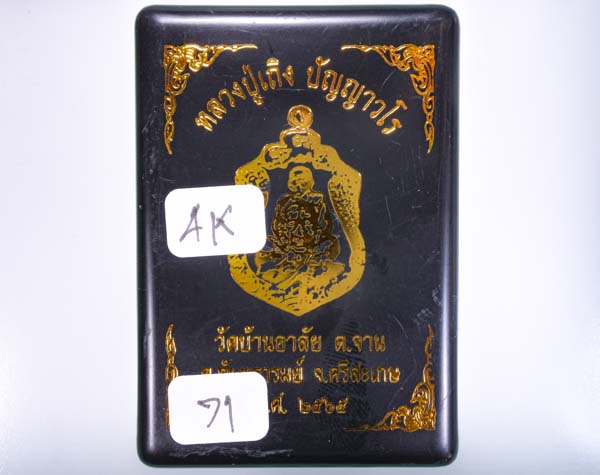 หลวงปู่เถิง ปัญญาวโร
AK
วัดบ้านอาลัย ต.จาน
จ.ศรีสะเกษ
71
ศ. ๒๕๖๕